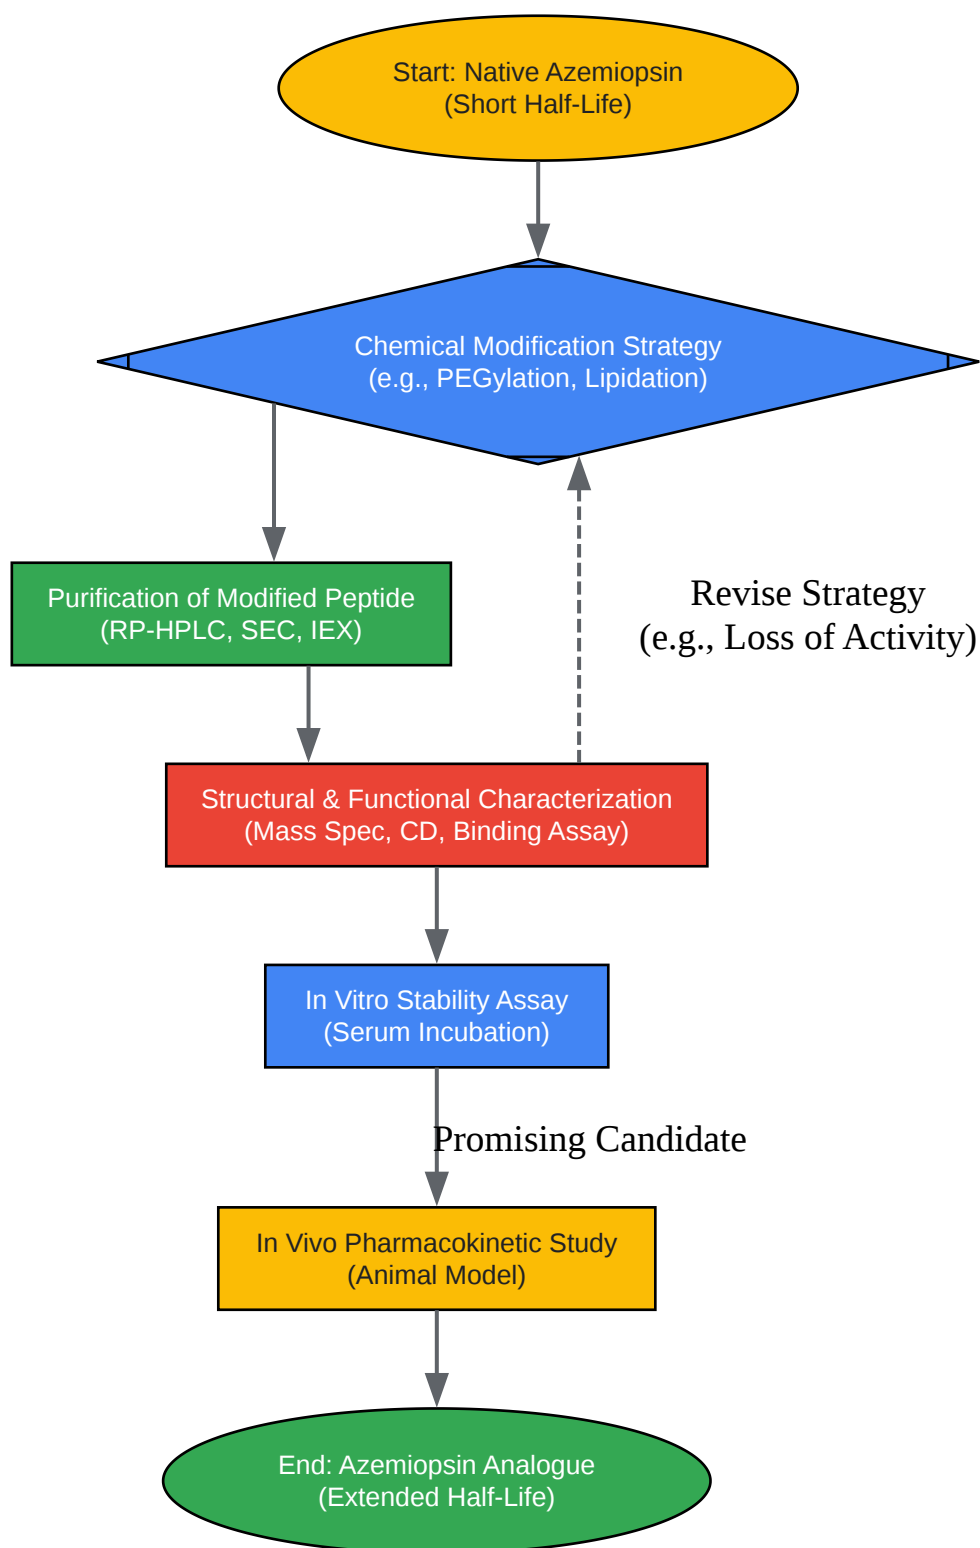 Start: Native Azemiopsin
(Short Half-Life)
Chemical Modification Strategy
(e.g., PEGylation, Lipidation)
Purification of Modified Peptide
(RP-HPLC, SEC, IEX)
Revise Strategy
(e.g., Loss of Activity)
Structural & Functional Characterization
(Mass Spec, CD, Binding Assay)
In Vitro Stability Assay
(Serum Incubation)
Promising Candidate
In Vivo Pharmacokinetic Study
(Animal Model)
End: Azemiopsin Analogue
(Extended Half-Life)